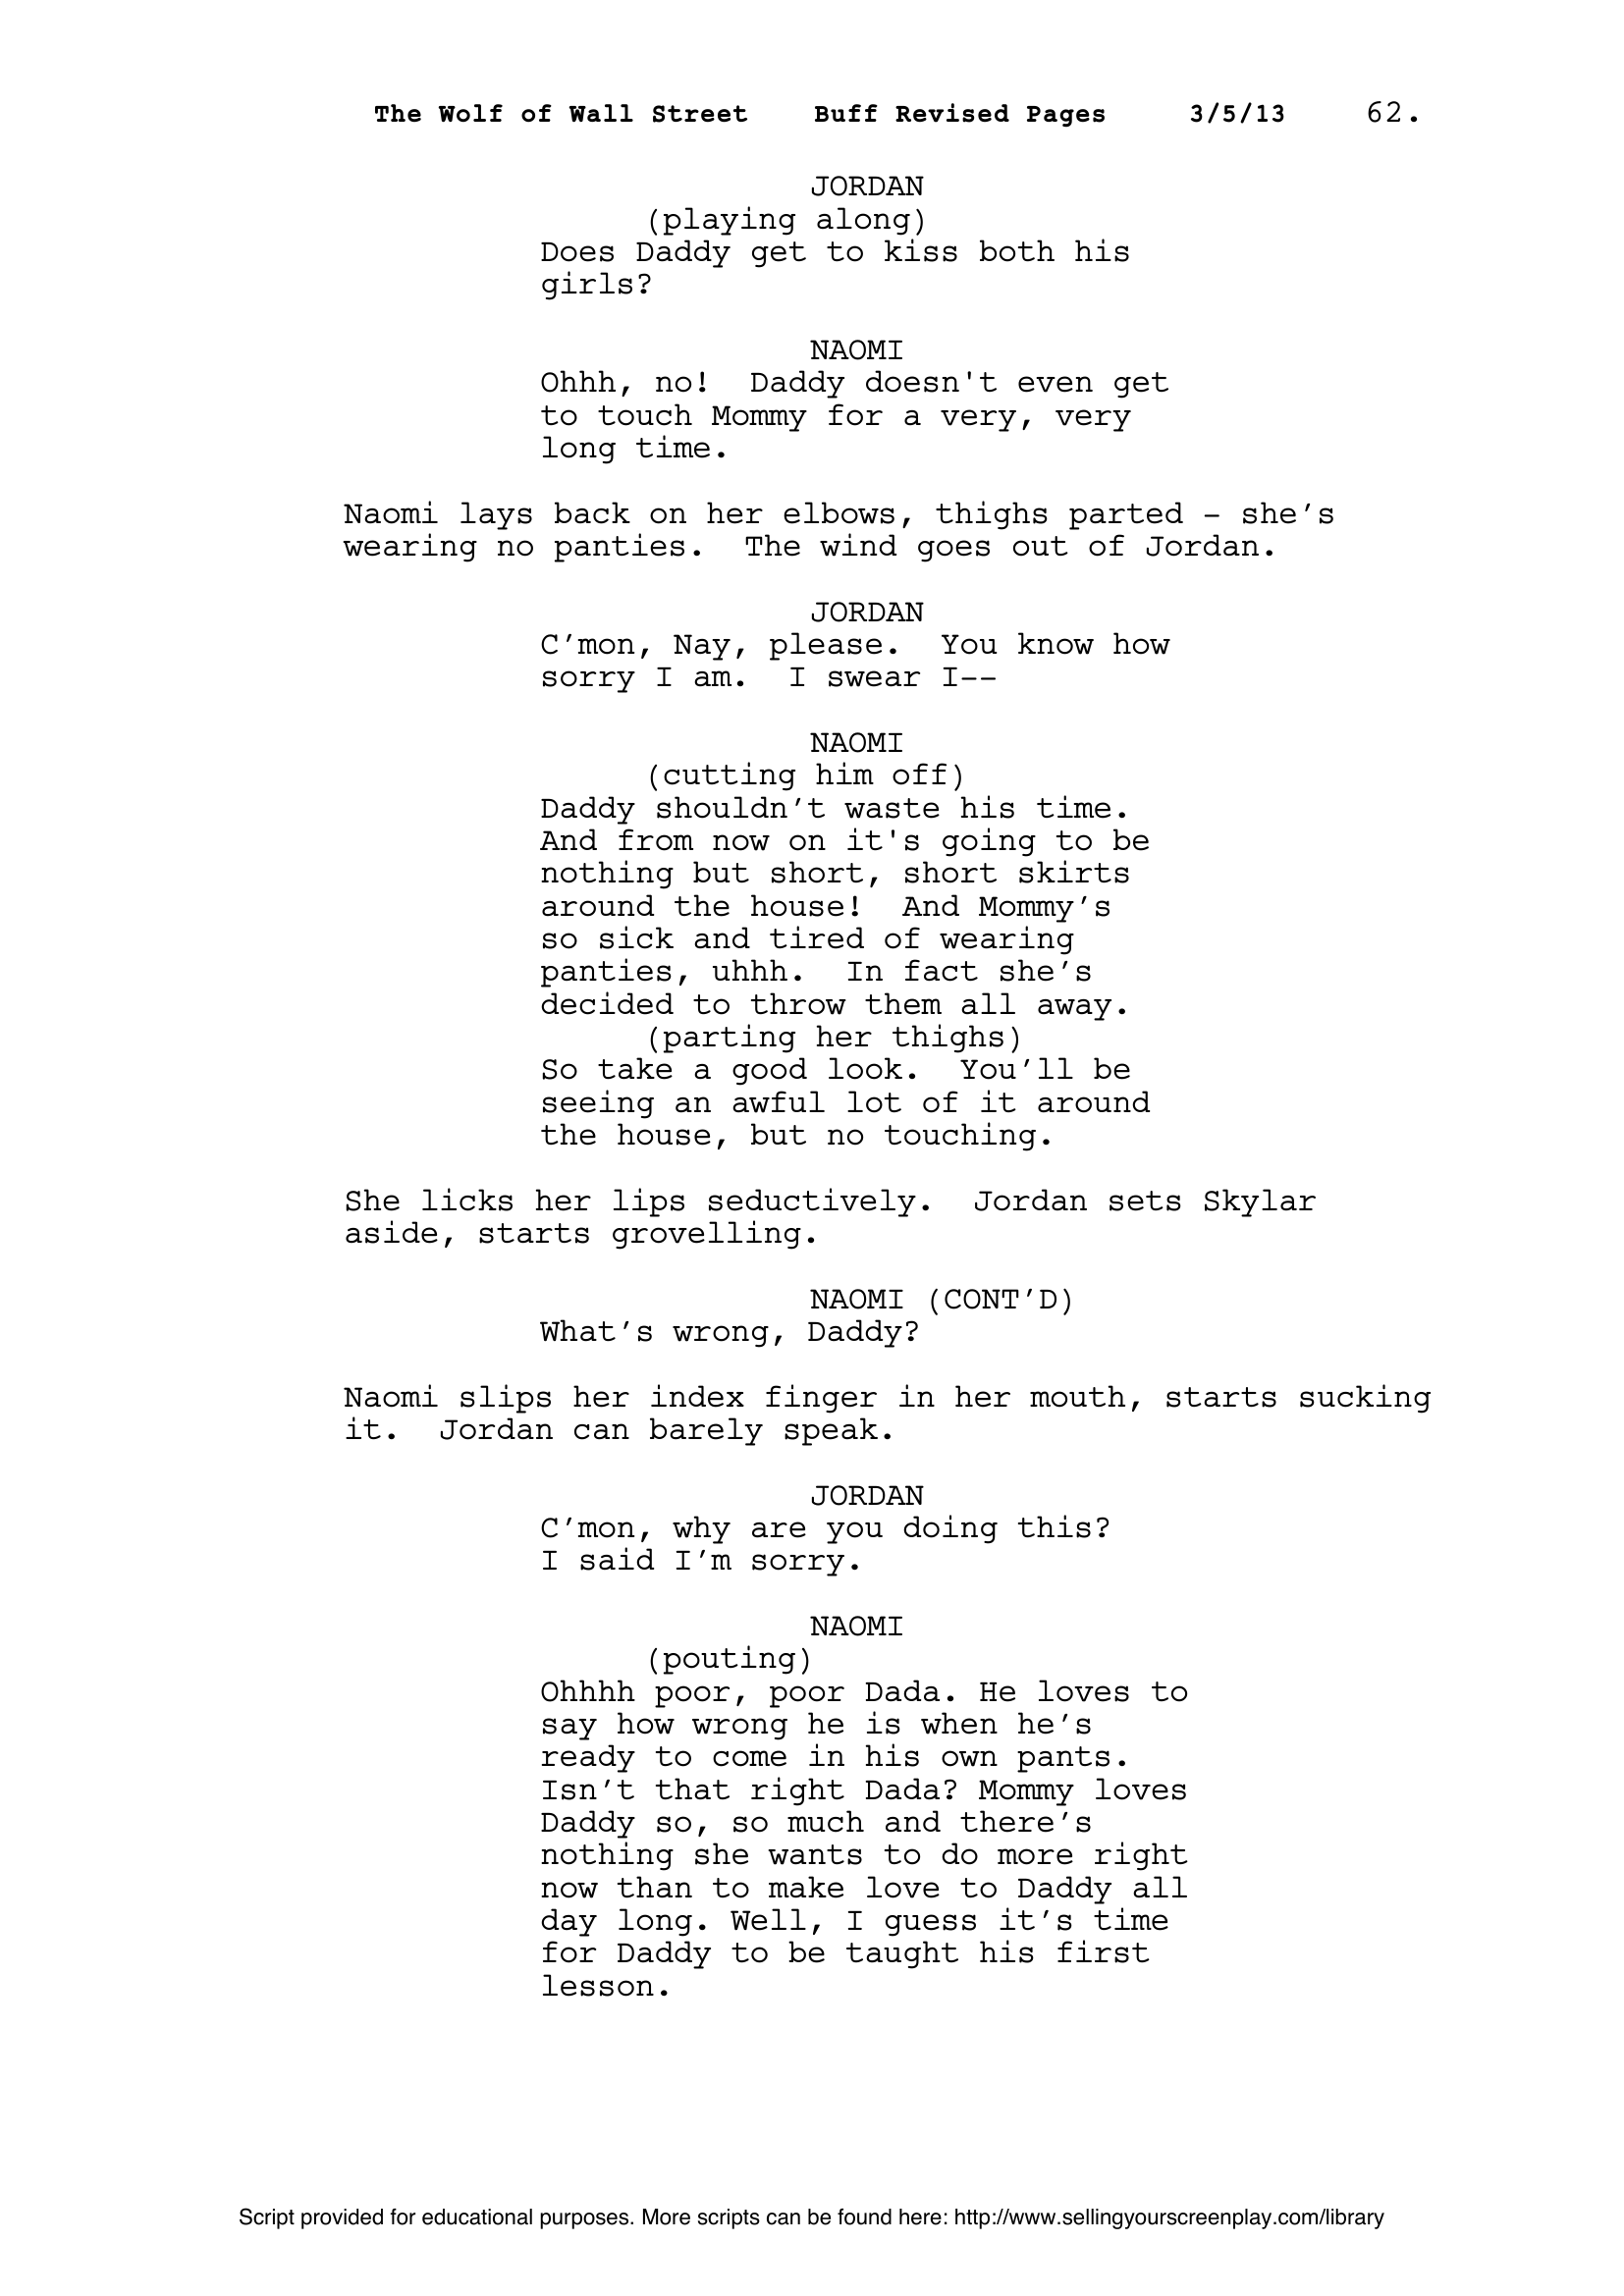 The Wolf of Wall Street    Buff Revised Pages    3/5/13    62.
JORDAN
(playing along)
Does Daddy get to kiss both his
girls?
NAOMI
Ohhh, no!  Daddy doesn't even get
to touch Mommy for a very, very
long time.
Naomi lays back on her elbows, thighs parted – she’s
wearing no panties.  The wind goes out of Jordan.
JORDAN
C’mon, Nay, please.  You know how
sorry I am.  I swear I--
NAOMI
(cutting him off)
Daddy shouldn’t waste his time.
And from now on it's going to be
nothing but short, short skirts
around the house!  And Mommy’s
so sick and tired of wearing
panties, uhhh.  In fact she’s
decided to throw them all away.
(parting her thighs)
So take a good look.  You’ll be
seeing an awful lot of it around
the house, but no touching.
She licks her lips seductively.  Jordan sets Skylar
aside, starts grovelling.
NAOMI (CONT’D)
What’s wrong, Daddy?
Naomi slips her index finger in her mouth, starts sucking
it.  Jordan can barely speak.
JORDAN
C’mon, why are you doing this?
I said I’m sorry.
NAOMI
(pouting)
Ohhhh poor, poor Dada. He loves to
say how wrong he is when he’s
ready to come in his own pants.
Isn’t that right Dada? Mommy loves
Daddy so, so much and there’s
nothing she wants to do more right
now than to make love to Daddy all
day long. Well, I guess it’s time
for Daddy to be taught his first
lesson.
Script provided for educational purposes. More scripts can be found here: http://www.sellingyourscreenplay.com/library